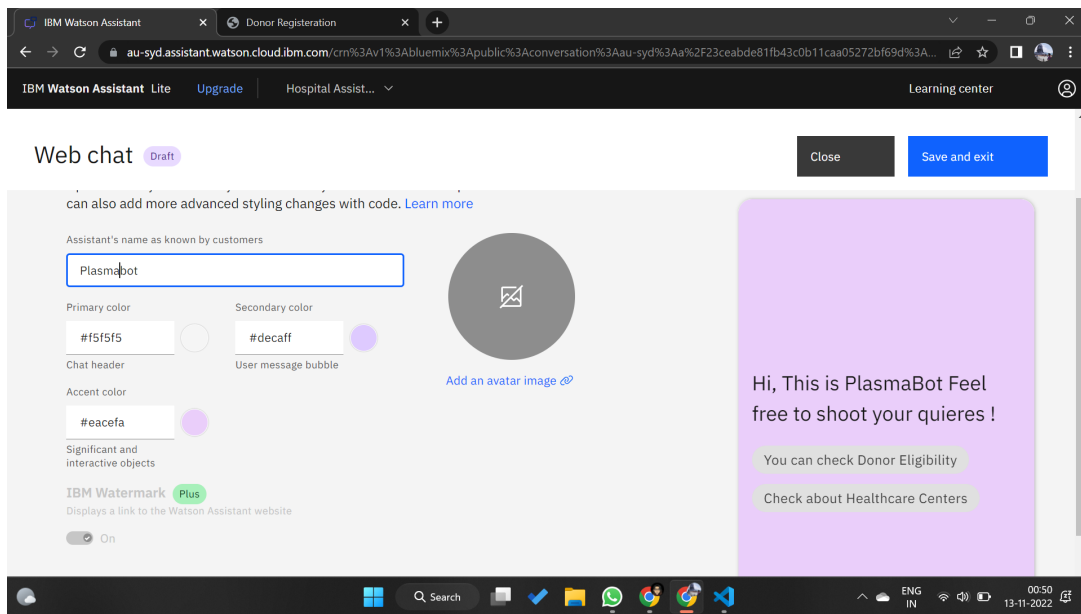 IBM Watson Assistant
Donor Registeration
au-syd.assistant.watson.cloud.ibm.com/crn%3Av1%3Abluemix%3Apublic%3Aconversation%3Aau-syd%3Aa%2F23ceabde81fb43c0b11caa05272bf69d%3A...
IBM Watson Assistant Lite Upgrade Hospital Assist... Learning center
Web chat Draft Close Save and exit
can also add more advanced styling changes with code. Learn more
Assistant's name as known by customers
Plasmabot
Primary color Secondary color
#f5f5f5 #decaff
Chat header User message bubble
Add an avatar image
Accent color
#eacefa
Significant and
interactive objects
IBM Watermark Plus
Displays a link to the Watson Assistant website
On
Hi, This is PlasmaBot Feel
free to shoot your quieres !
You can check Donor Eligibility
Check about Healthcare Centers
Search
ENG
IN
00:50
13-11-2022